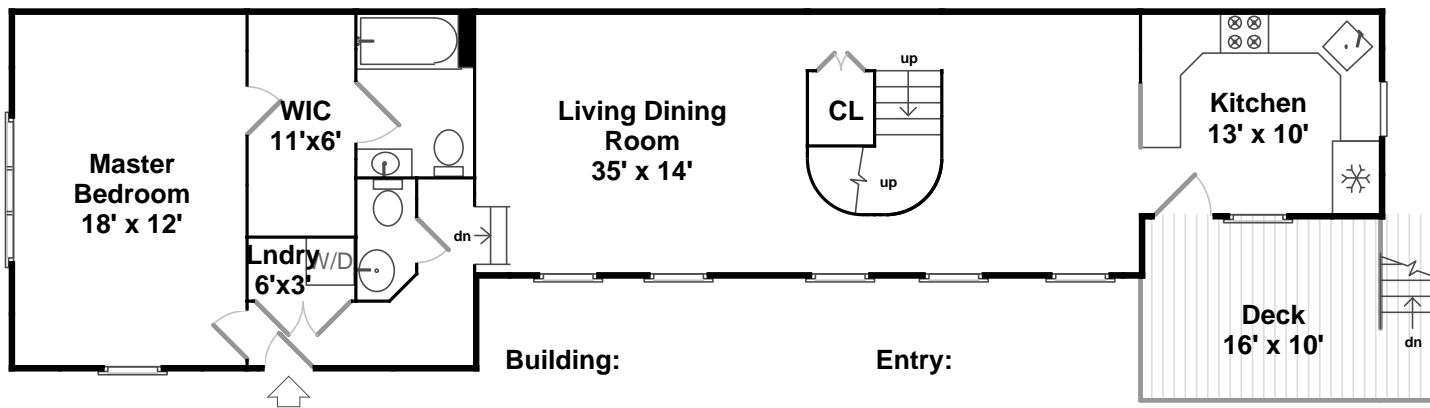 Master
Bedroom
18' x 12'
WIC
11'x6'
Lndry
6'x3'
W/D
dn
Living Dining
Room
35' x 14'
CL
up
up
Kitchen
13' x 10'
Deck
16' x 10'
dn
Building:
Entry: